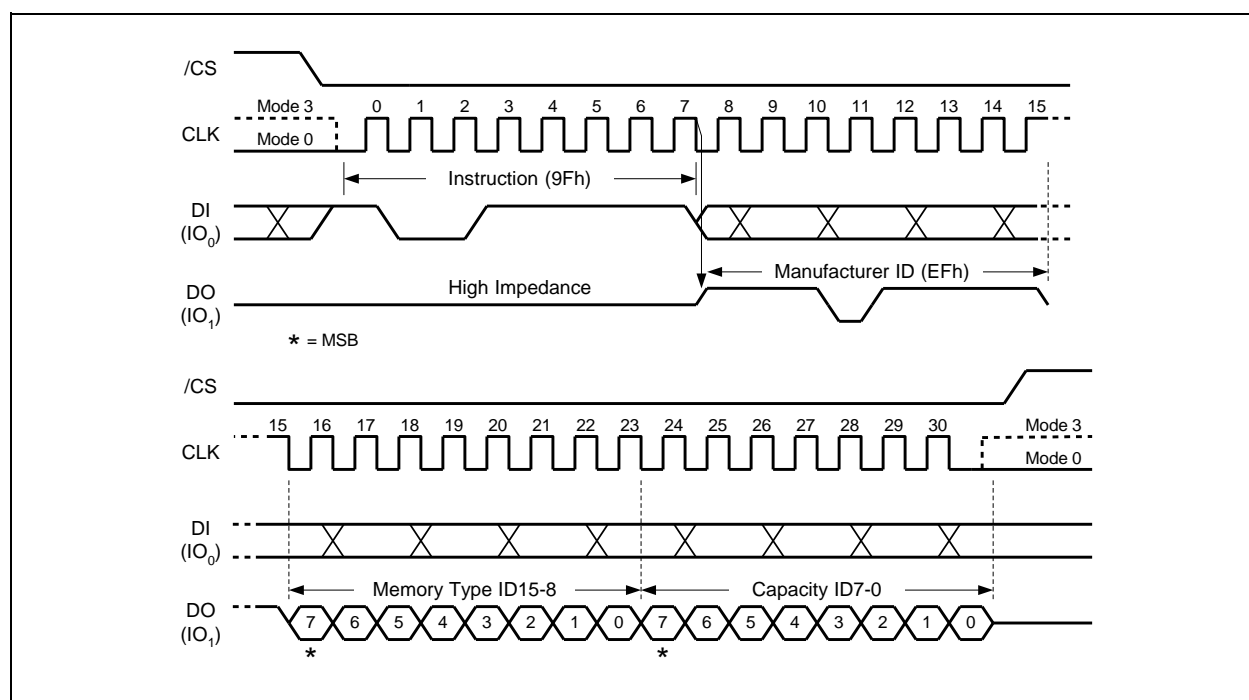 /CS
Mode 3
0 1 2 3 4 5 6 7 8 9 10 11 12 13 14 15
CLK
Mode 0
Instruction (9Fh)
DI
(IO0)
Manufacturer ID (EFh)
High Impedance
DO
(IO1)
* = MSB
/CS
15 16 17 18 19 20 21 22 23 24 25 26 27 28 29 30
Mode 3
CLK
Mode 0
DI
(IO0)
Memory Type ID15-8
Capacity ID7-0
DO
(IO1)
7 6 5 4 3 2 1 0 7 6 5 4 3 2 1 0
* *